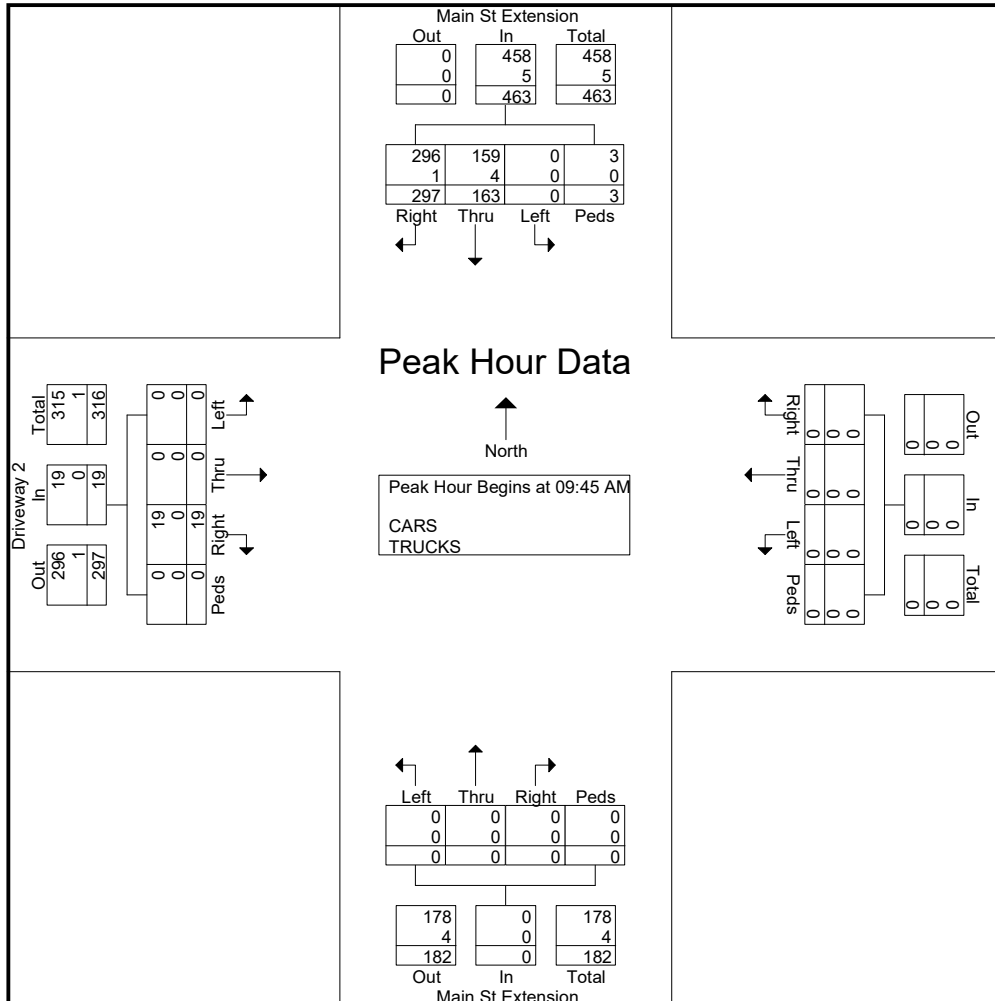 Main St Extension
Out In Total
0 458 458
0 5 5
0 463 463
296 159 0 3
1 4 0 0
297 163 0 3
Right Thru Left Peds
Peak Hour Data
North
Peak Hour Begins at 09:45 AM
CARS
TRUCKS
Driveway 2
Out In Total
296 19 315
1 0 1
297 19 316
0 0 19 0
0 0 0 0
0 0 19 0
Left Thru Right Peds
Right Thru Left Peds
0 0 0 0
0 0 0 0
0 0 0 0
Out In Total
0 0 0
0 0 0
0 0 0
Left Thru Right Peds
0 0 0 0
0 0 0 0
0 0 0 0
178 0 178
4 0 4
182 0 182
Out In Total
Main St Extension